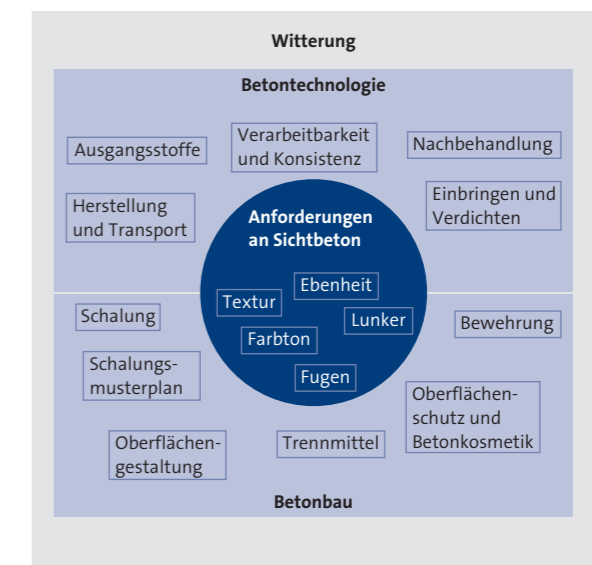 Witterung
Betontechnologie
Ausgangsstoffe
Verarbeitbarkeit
und Konsistenz
Nachbehandlung
Herstellung
und Transport
Einbringen und
Verdichten
Anforderungen
an Sichtbeton
Textur
Ebenheit
Lunker
Farbton
Fugen
Schalung
Bewehrung
Schalungs-
musterplan
Oberflächen-
schutz und
Betonkosmetik
Oberflächen-
gestaltung
Trennmittel
Betonbau